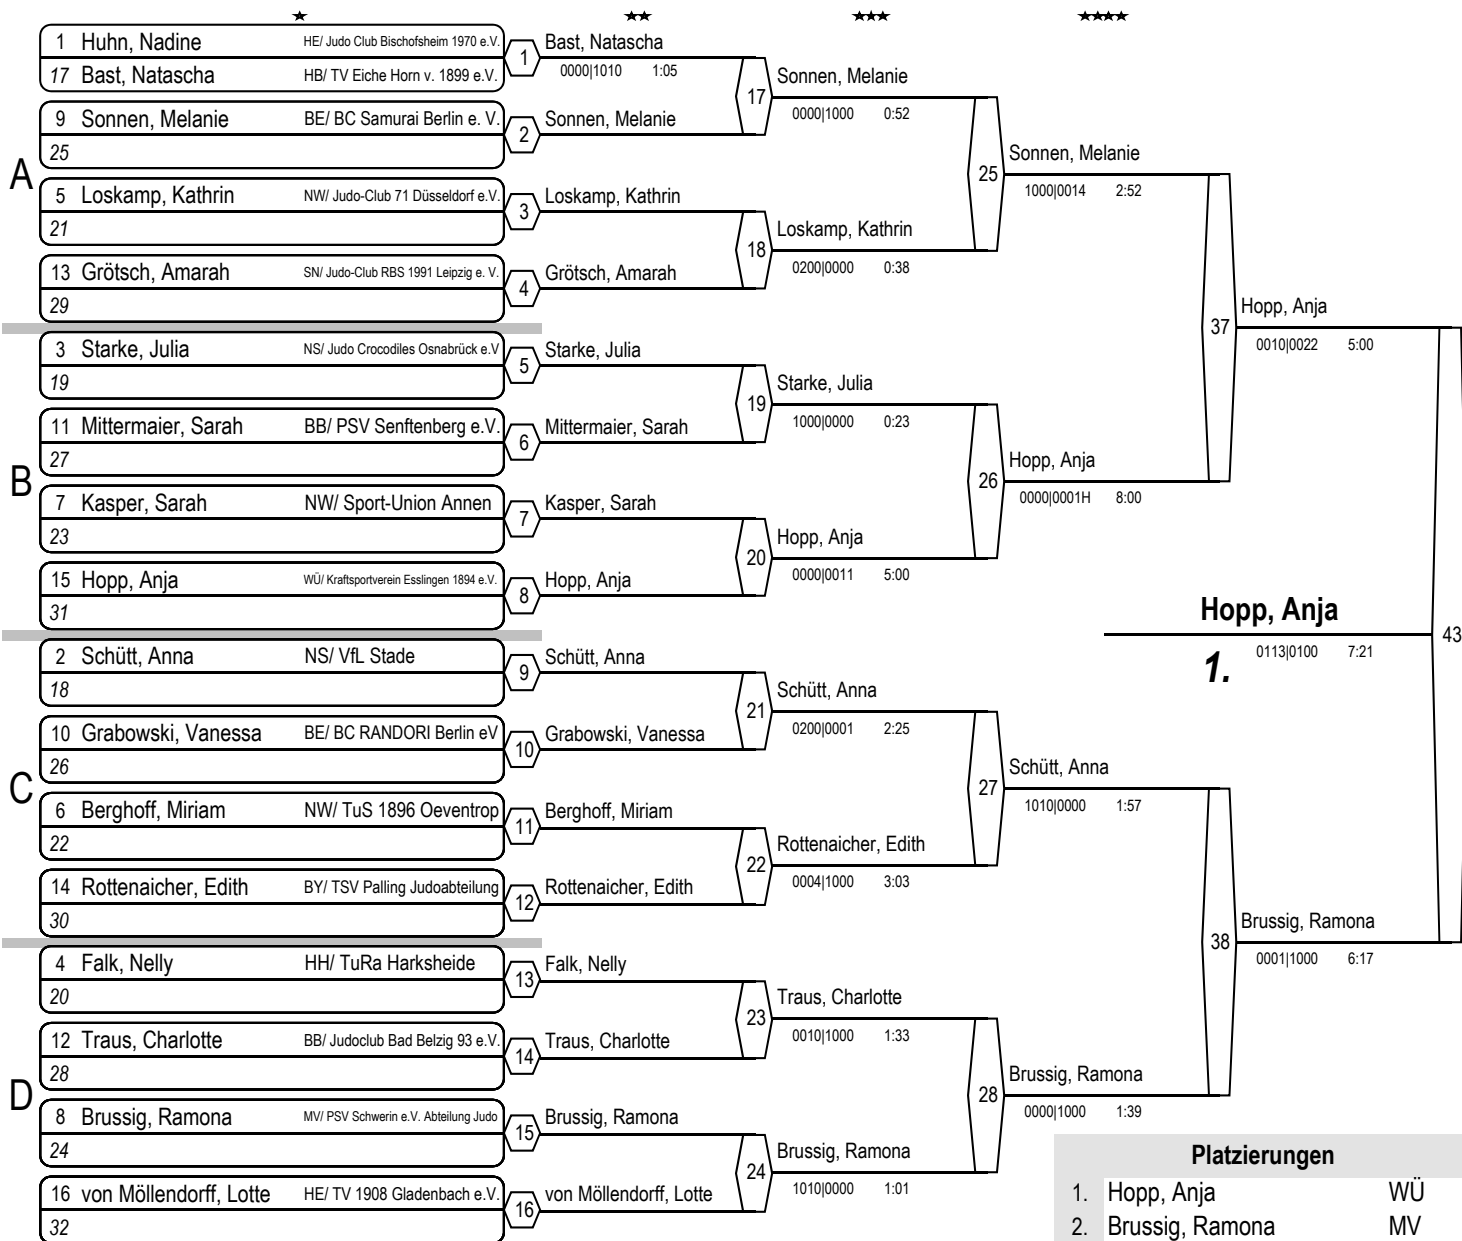 A
1 Huhn, Nadine HE/ Judo Club Bischofsheim 1970 e.V.
17 Bast, Natascha HB/ TV Eiche Horn v. 1899 e.V.
9 Sonnen, Melanie BE/ BC Samurai Berlin e. V.
25
5 Loskamp, Kathrin NW/ Judo-Club 71 Düsseldorf e.V.
21
13 Grötsch, Amarah SN/ Judo-Club RBS 1991 Leipzig e. V.
29
B
3 Starke, Julia NS/ Judo Crocodiles Osnabrück e.V
19
11 Mittermaier, Sarah BB/ PSV Senftenberg e.V.
27
7 Kasper, Sarah NW/ Sport-Union Annen
23
15 Hopp, Anja WÜ/ Kraftsportverein Esslingen 1894 e.V.
31
C
2 Schütt, Anna NS/ VfL Stade
18
10 Grabowski, Vanessa BE/ BC RANDORI Berlin eV
26
6 Berghoff, Miriam NW/ TuS 1896 Oeventrop
22
14 Rottenaicher, Edith BY/ TSV Palling Judoabteilung
30
D
4 Falk, Nelly HH/ TuRa Harksheide
20
12 Traus, Charlotte BB/ Judoclub Bad Belzig 93 e.V.
28
8 Brussig, Ramona MV/ PSV Schwerin e.V. Abteilung Judo
24
16 von Möllendorff, Lotte HE/ TV 1908 Gladenbach e.V.
32
1 Bast, Natascha
0000|1010 1:05
2 Sonnen, Melanie
3 Loskamp, Kathrin
4 Grötsch, Amarah
5 Starke, Julia
6 Mittermaier, Sarah
7 Kasper, Sarah
8 Hopp, Anja
9 Schütt, Anna
10 Grabowski, Vanessa
11 Berghoff, Miriam
12 Rottenaicher, Edith
13 Falk, Nelly
14 Traus, Charlotte
15 Brussig, Ramona
16 von Möllendorff, Lotte
17 Sonnen, Melanie
0000|1000 0:52
18 Loskamp, Kathrin
0200|0000 0:38
19 Starke, Julia
1000|0000 0:23
20 Hopp, Anja
0000|0011 5:00
21 Schütt, Anna
0200|0001 2:25
22 Rottenaicher, Edith
0004|1000 3:03
23 Traus, Charlotte
0010|1000 1:33
24 Brussig, Ramona
1010|0000 1:01
25 Sonnen, Melanie
1000|0014 2:52
26 Hopp, Anja
0000|0001H 8:00
27 Schütt, Anna
1010|0000 1:57
28 Brussig, Ramona
0000|1000 1:39
37 Hopp, Anja
0010|0022 5:00
38 Brussig, Ramona
0001|1000 6:17
43 Hopp, Anja
1. 0113|0100 7:21
Platzierungen
1. Hopp, Anja WÜ
2. Brussig, Ramona MV